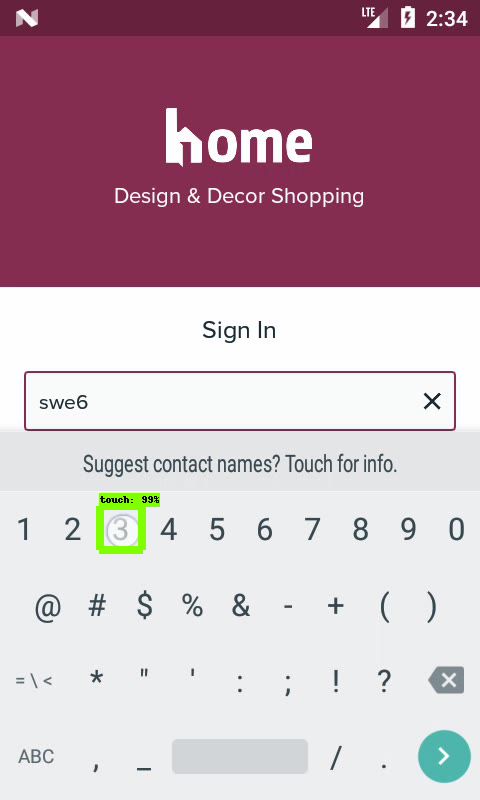 LTE 2:34
home
Design & Decor Shopping
Sign In
swe6
Suggest contact names? Touch for info.
touch: 99%
1 2 3 4 5 6 7 8 9 0
@ # $ % & - + ( )
= \ < * " ' : ; ! ?
ABC , _ / .